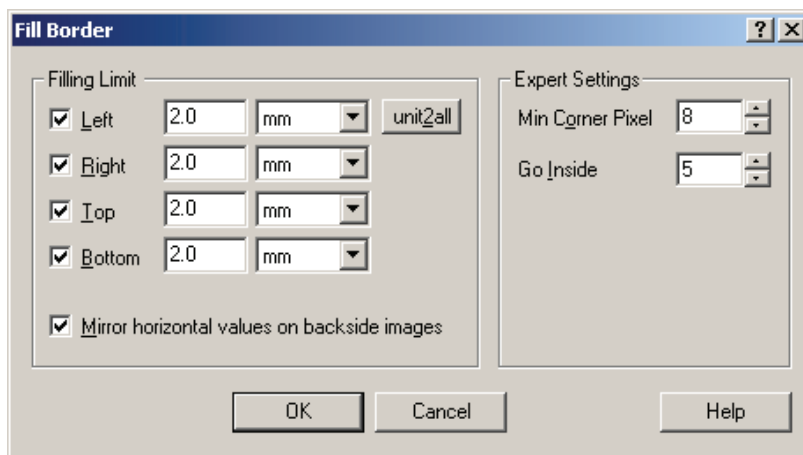 Fill Border
Filling Limit
Left 2.0 mm unit2all
Right 2.0 mm
Top 2.0 mm
Bottom 2.0 mm
Mirror horizontal values on backside images
Expert Settings
Min Corner Pixel 8
Go Inside 5
OK Cancel Help